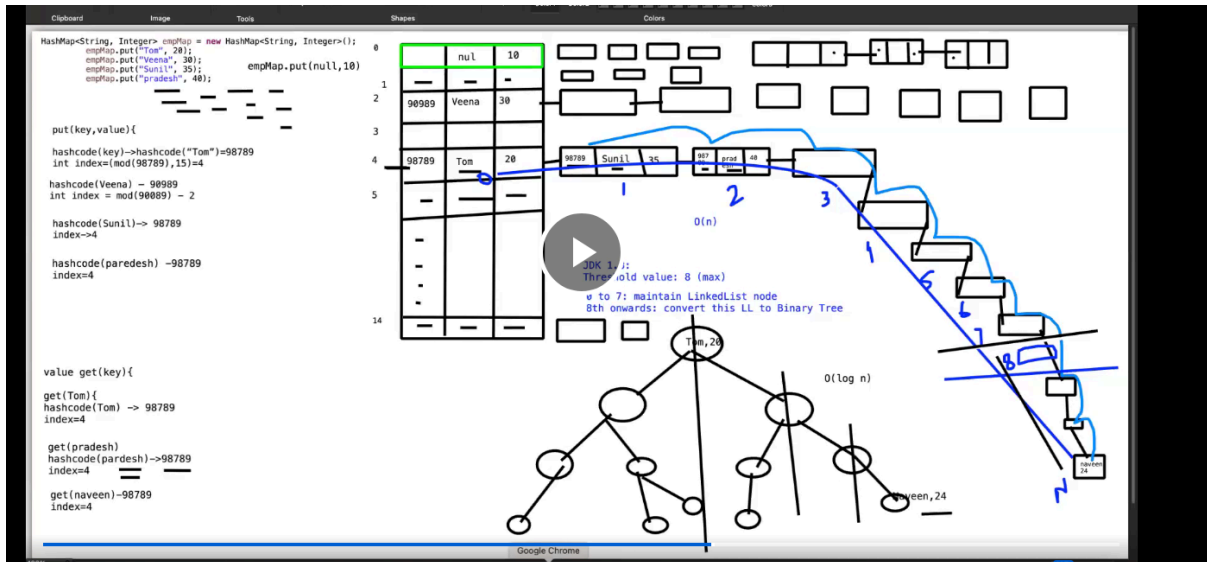 Clipboard
Image
Tools
Shapes
Colors
HashMap<String, Integer> empMap = new HashMap<String, Integer>();
empMap.put("Tom", 20);
empMap.put("Veena", 30);
empMap.put("Sunil", 35);
empMap.put("pradesh", 40);
empMap.put(null,10)
put(key,value){
hashcode(key)->hashcode("Tom")=98789
int index=(mod(98789),15)=4
hashcode(Veena) - 90989
int index = mod(90089) - 2
hashcode(Sunil)-> 98789
index->4
hashcode(paredesh) -98789
index=4
value get(key){
get(Tom){
hashcode(Tom) -> 98789
index=4
get(pradesh)
hashcode(pardesh)->98789
index=4
get(naveen)-98789
index=4
0
nul 10
1
2
90989 Veena 30
3
4
98789 Tom 20
98789 Sunil 35
40
5
14
1
2
3
4
5
6
7
8
N
naveen
24
O(n)
JDK
Threshold value: 8 (max)
0 to 7: maintain LinkedList node
8th onwards: convert this LL to Binary Tree
Tom,20
O(log n)
Naveen,24
Google Chrome